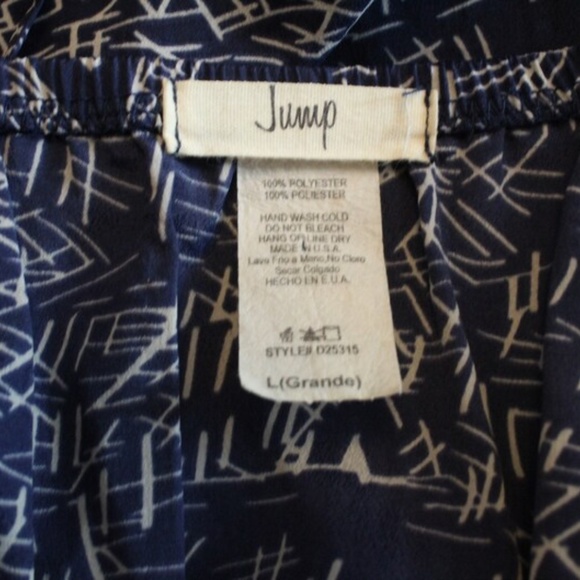 Jump
100% POLYESTER
100% POLIESTER
HAND WASH COLD
DO NOT BLEACH
HANG OR LINE DRY
MADE IN U.S.A.
Lave Frio a Mano, No Cloro
Secar Colgado
HECHO EN E.U.A.
STYLE# D25315
L(Grande)